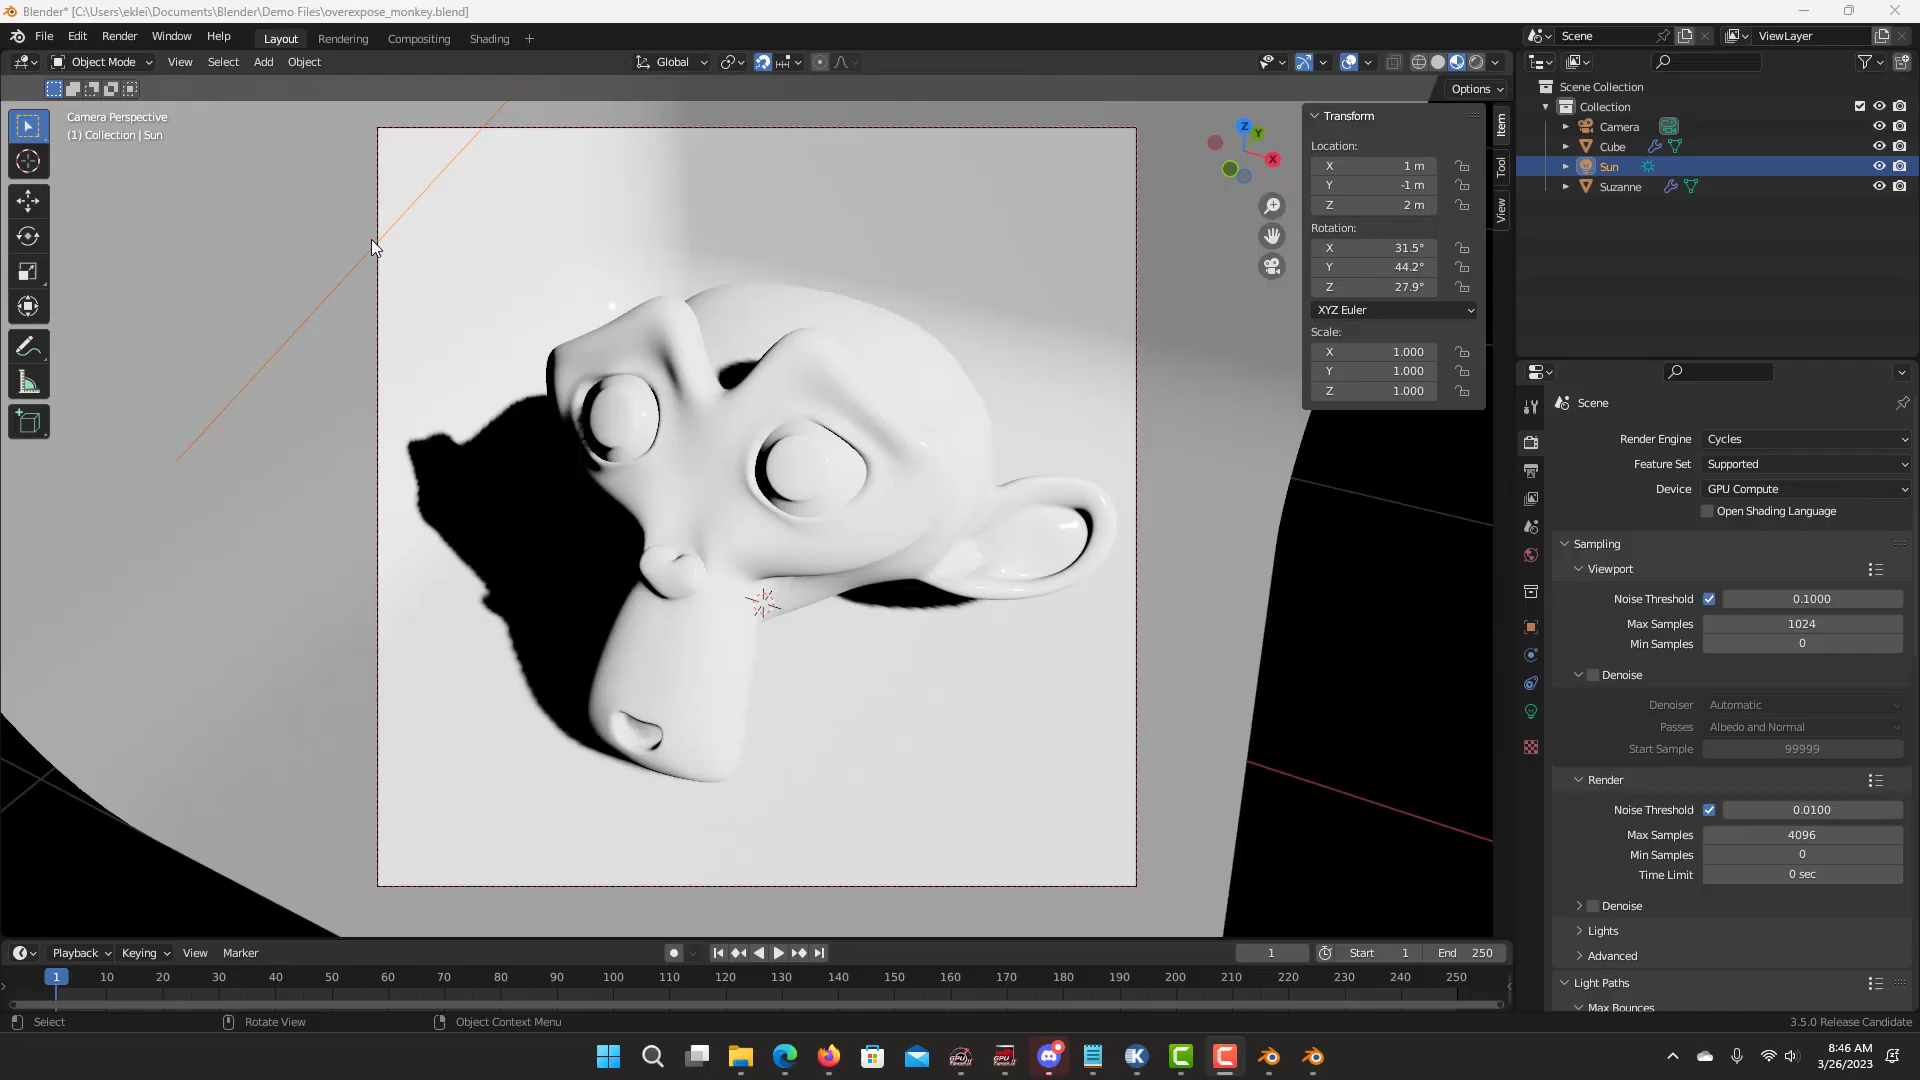 Blender* [C:\Users\eklei\Documents\Blender\Demo Files\overexpose_monkey.blend]
File Edit Render Window Help
Layout Rendering Compositing Shading +
Scene
ViewLayer
Object Mode
View Select Add Object
Global
Options
Camera Perspective
(1) Collection | Sun
Z
Y
X
Transform
Location:
X 1 m
Y -1 m
Z 2 m
Rotation:
X 31.5°
Y 44.2°
Z 27.9°
XYZ Euler
Scale:
X 1.000
Y 1.000
Z 1.000
Item
Tool
View
Scene Collection
Collection
Camera
Cube
Sun
Suzanne
Scene
Render Engine Cycles
Feature Set Supported
Device GPU Compute
Open Shading Language
Sampling
Viewport
Noise Threshold 0.1000
Max Samples 1024
Min Samples 0
Denoise
Denoiser Automatic
Passes Albedo and Normal
Start Sample 99999
Render
Noise Threshold 0.0100
Max Samples 4096
Min Samples 0
Time Limit 0 sec
Denoise
Lights
Advanced
Light Paths
Max Bounces
Playback Keying View Marker
1
Start 1
End 250
1 10 20 30 40 50 60 70 80 90 100 110 120 130 140 150 160 170 180 190 200 210 220 230 240 250
Select
Rotate View
Object Context Menu
3.5.0 Release Candidate
8:46 AM
3/26/2023